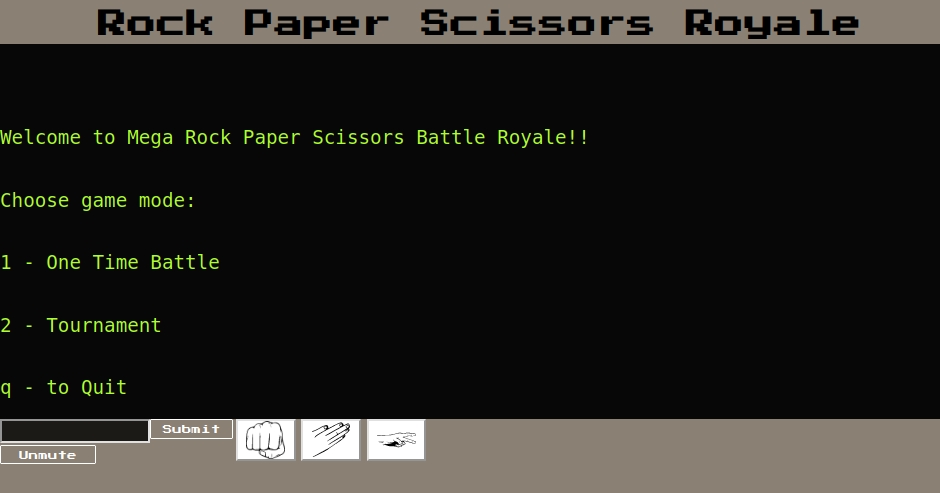 Rock Paper Scissors Royale
Welcome to Mega Rock Paper Scissors Battle Royale!!
Choose game mode:
1 - One Time Battle
2 - Tournament
q - to Quit
Submit
Unmute